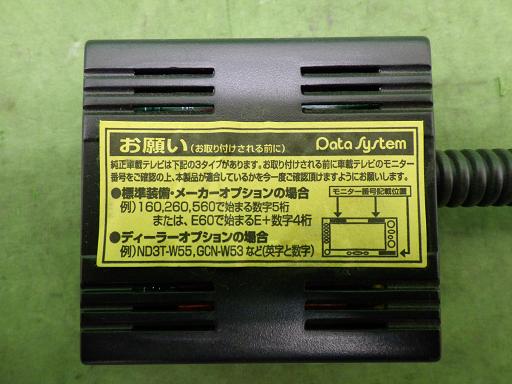 お願い(お取り付けされる前に) Data System
純正車載テレビは下記の3タイプがあります。お取り付けされる前に車載テレビのモニター
番号をご確認の上、本製品が適合しているかを今一度ご確認頂けますようにお願いします。
●標準装備・メーカーオプションの場合
例)160,260,560で始まる数字5桁
または、E60で始まるE+数字4桁
●ディーラーオプションの場合
例)ND3T-W55,GCN-W53など(英字と数字)
モニター番号記載位置